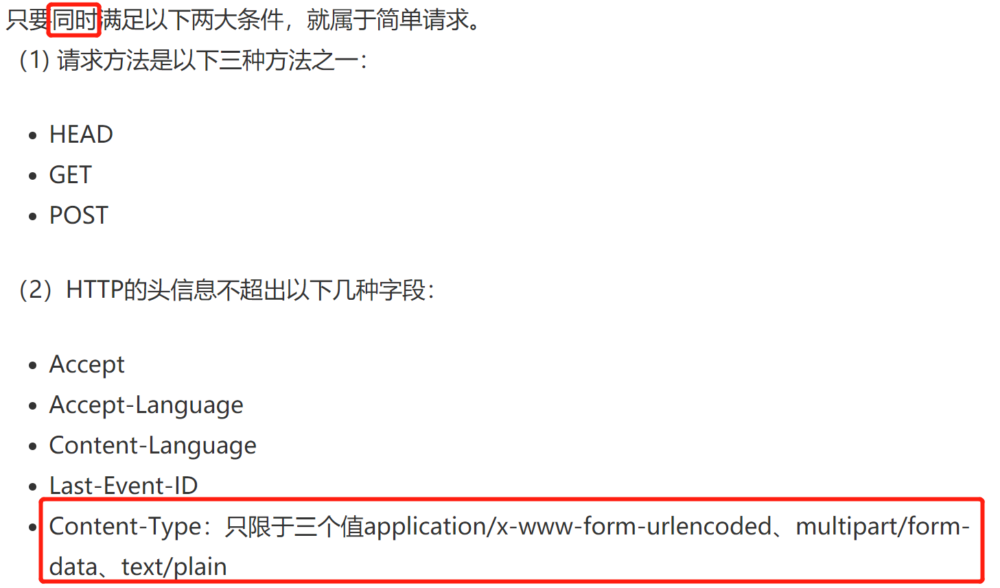 只要同时满足以下两大条件，就属于简单请求。
（1) 请求方法是以下三种方法之一：
• HEAD
• GET
• POST
（2）HTTP的头信息不超出以下几种字段：
• Accept
• Accept-Language
• Content-Language
• Last-Event-ID
• Content-Type：只限于三个值application/x-www-form-urlencoded、multipart/form-
data、text/plain